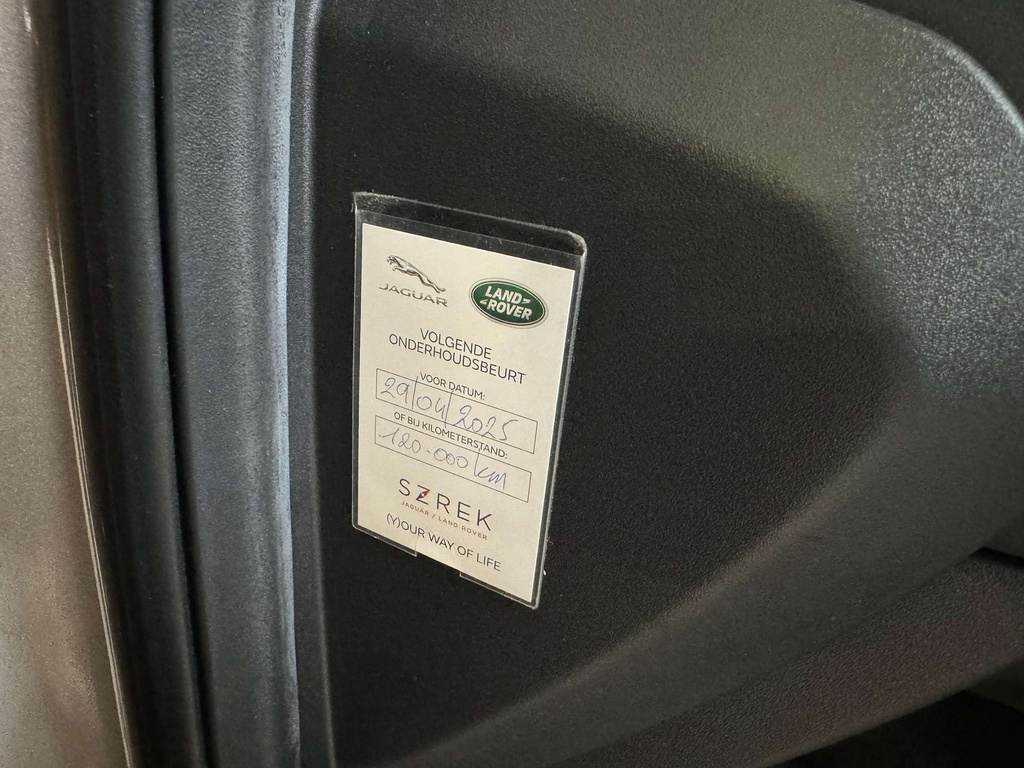 JAGUAR
LAND ROVER
VOLGENDE
ONDERHOUDSBEURT
VOOR DATUM:
29/04/2025
OF BIJ KILOMETERSTAND:
120.000 km
SZREK
JAGUAR / LAND ROVER
(Y)OUR WAY OF LIFE